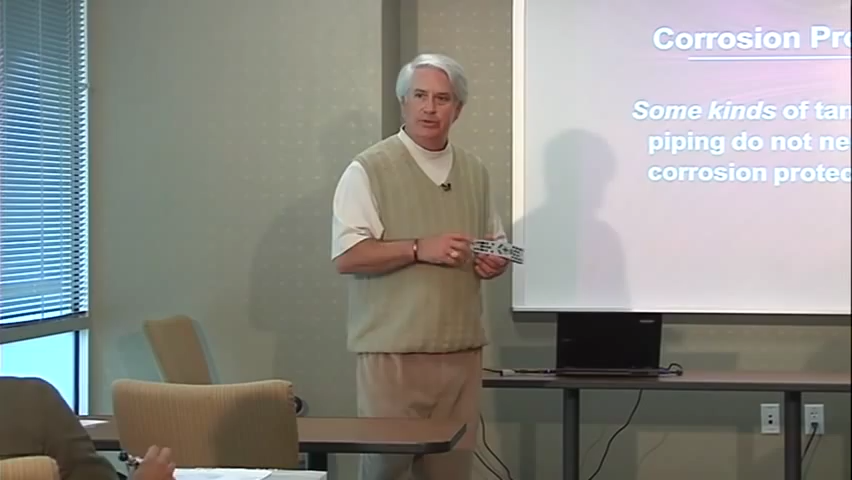 Corrosion Pro
Some kinds of tan
piping do not ne
corrosion protec